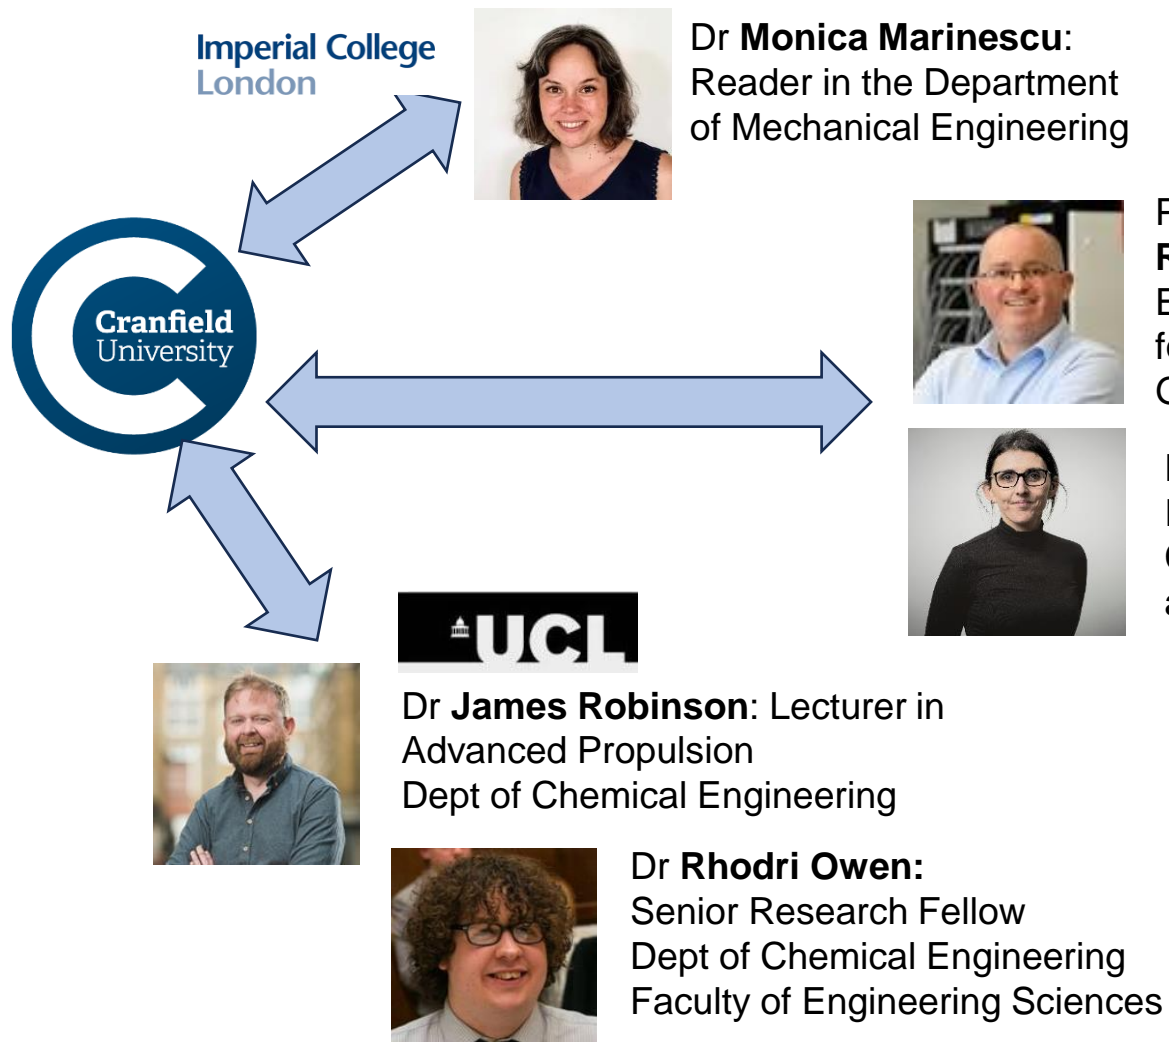 Imperial College
London
Dr Monica Marinescu:
Reader in the Department
of Mechanical Engineering
Cranfield
University
UCL
Dr James Robinson: Lecturer in
Advanced Propulsion
Dept of Chemical Engineering
Dr Rhodri Owen:
Senior Research Fellow
Dept of Chemical Engineering
Faculty of Engineering Sciences